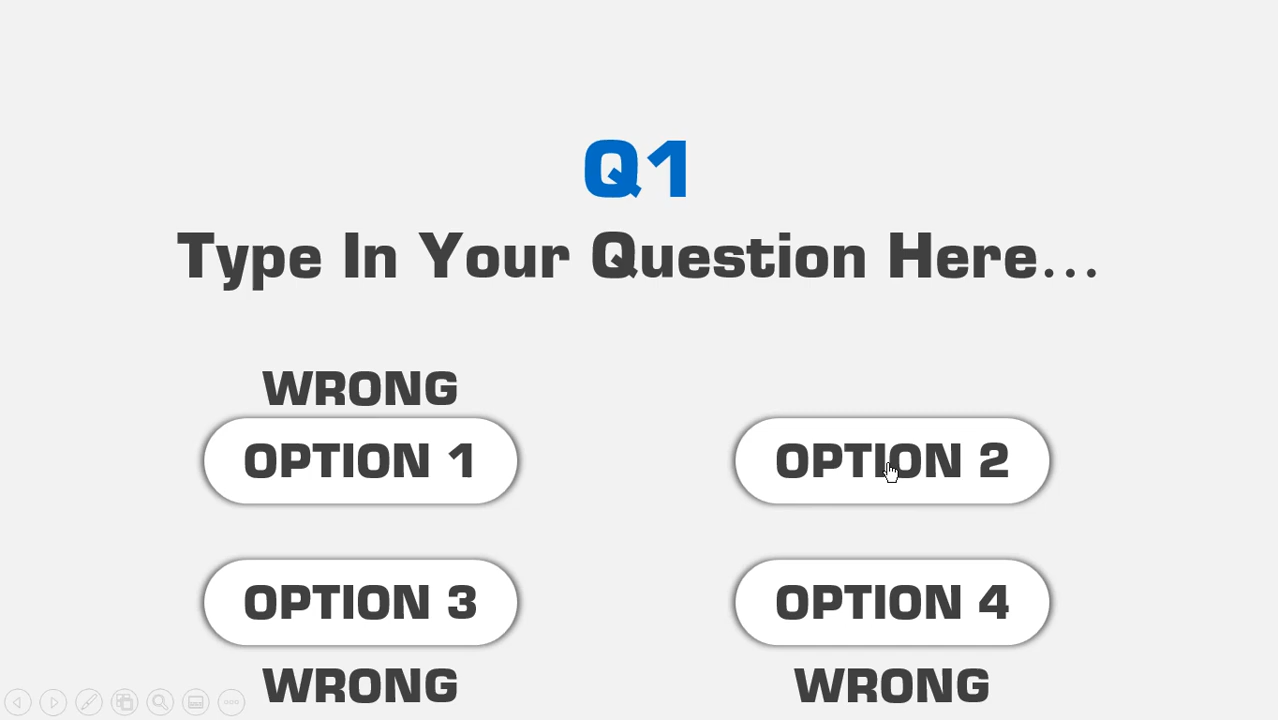 Q1
Type In Your Question Here...
WRONG
OPTION 1
OPTION 2
OPTION 3
OPTION 4
WRONG
WRONG